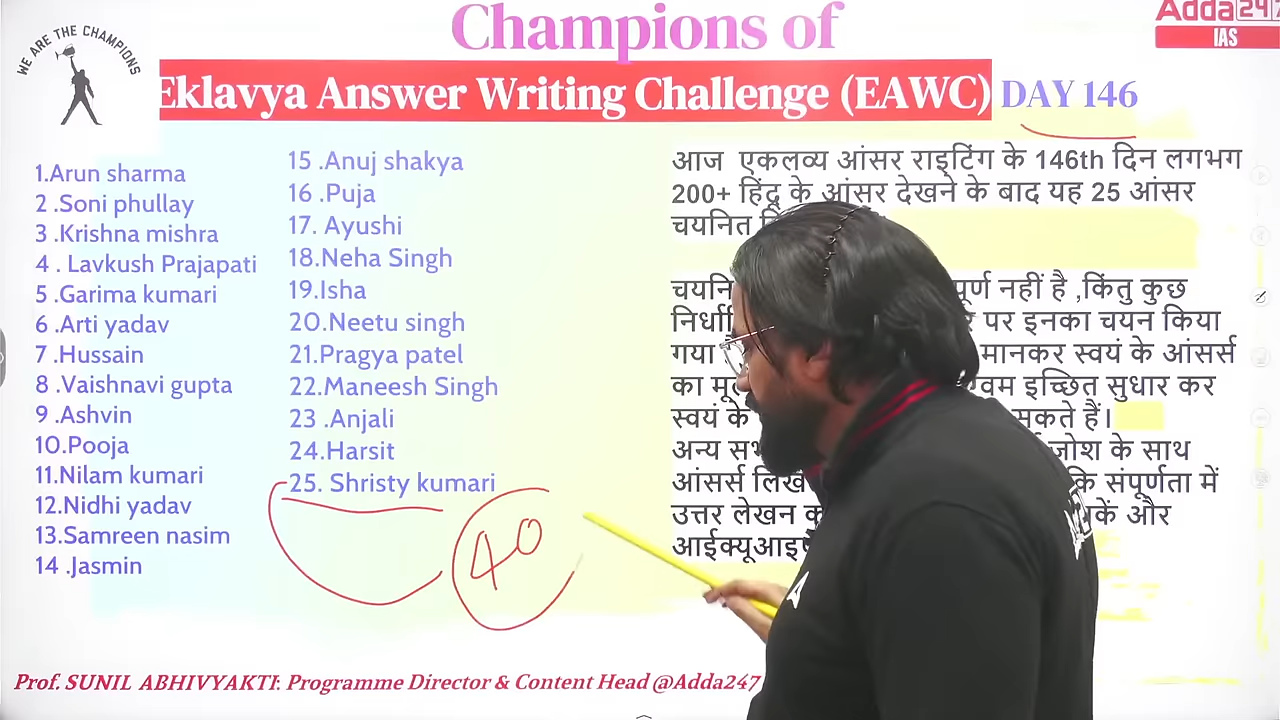 WE ARE THE CHAMPIONS
Champions of
Adda247
IAS
Eklavya Answer Writing Challenge (EAWC) DAY 146
1.Arun sharma
2 .Soni phullay
3 .Krishna mishra
4 . Lavkush Prajapati
5 .Garima kumari
6 .Arti yadav
7 .Hussain
8 .Vaishnavi gupta
9 .Ashvin
10.Pooja
11.Nilam kumari
12.Nidhi yadav
13.Samreen nasim
14 .Jasmin
15 .Anuj shakya
16 .Puja
17. Ayushi
18.Neha Singh
19.Isha
20.Neetu singh
21.Pragya patel
22.Maneesh Singh
23 .Anjali
24.Harsit
25. Shristy kumari
40
आज एकलव्य आंसर राइटिंग के 146th दिन लगभग
200+ हिंदू के आंसर देखने के बाद यह 25 आंसर
चयनित
नहीं है ,किंतु कुछ
पर इनका चयन किया
गया मानकर स्वयं के आंसर्स
का इच्छित सुधार कर
स्वयं के सकते हैं।
अन्य जोश के साथ
आंसर्स कि संपूर्णता में
उत्तर लेखन और
Prof. SUNIL ABHIVYAKTI: Programme Director & Content Head @Adda247